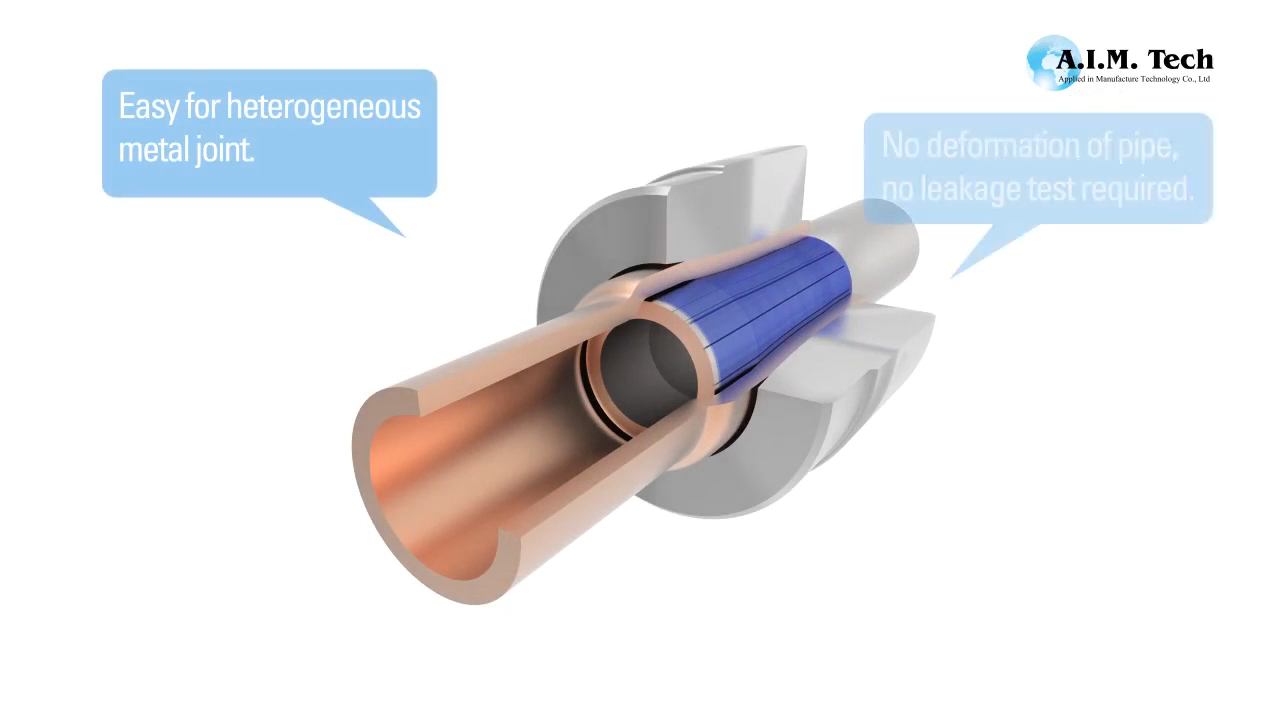 A.I.M. Tech
Applied in Manufacture Technology Co., Ltd
Easy for heterogeneous
metal joint.
No deformation of pipe,
no leakage test required.